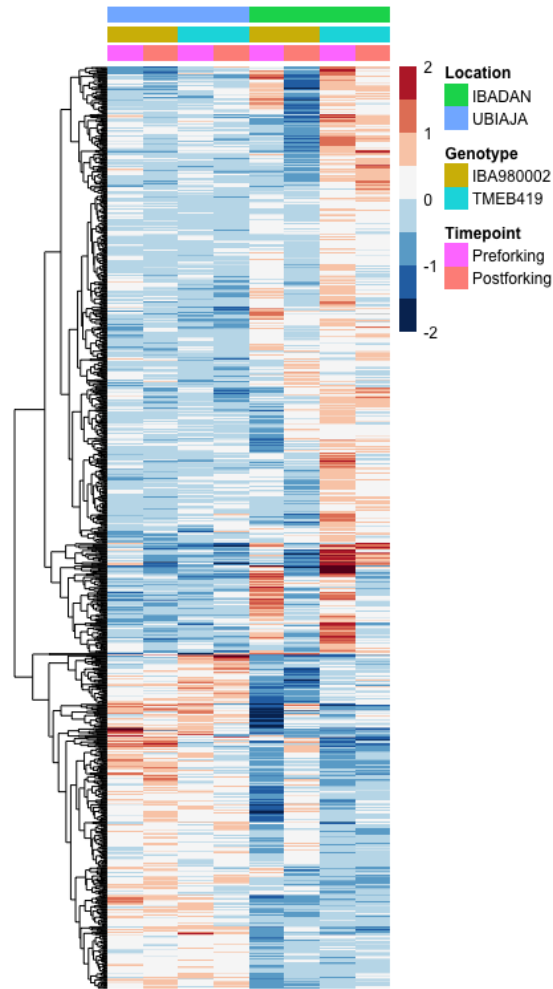 2
1
0
-1
-2
Location
IBADAN
UBIAJA
Genotype
IBA980002
TMEB419
Timepoint
Preforking
Postforking